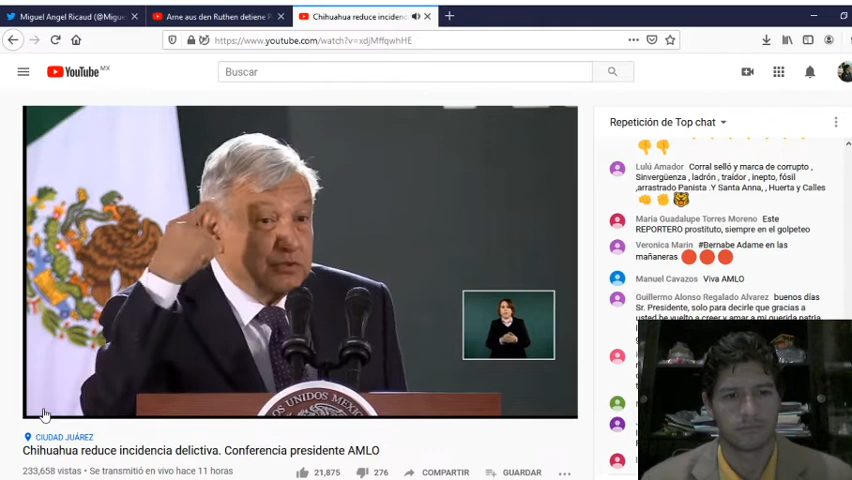 Miguel Angel Ricaud (@Migue
Arne aus den Ruthen detiene P
Chihuahua reduce incidenc
https://www.youtube.com/watch?v=xdjMffqwhHE
YouTube MX
Buscar
ESTADOS UNIDOS MEXICANOS
CIUDAD JUÁREZ
Chihuahua reduce incidencia delictiva. Conferencia presidente AMLO
233,658 vistas • Se transmitió en vivo hace 11 horas
21,875
276
COMPARTIR
GUARDAR
Repetición de Top chat
Lulú Amador Corral selló y marca de corrupto ,
Sinvergüenza , ladrón , traidor , inepto, fósil
,arrastrado Panista .Y Santa Anna, , Huerta y Calles
Maria Guadalupe Torres Moreno Este
REPORTERO prostituto, siempre en el golpeteo
Veronica Marin #Bernabe Adame en las
mañaneras
Manuel Cavazos Viva AMLO
Guillermo Alonso Regalado Alvarez buenos días
Sr. Presidente, solo para decirle que gracias a
usted he vuelto a creer y amar a mi querida patria